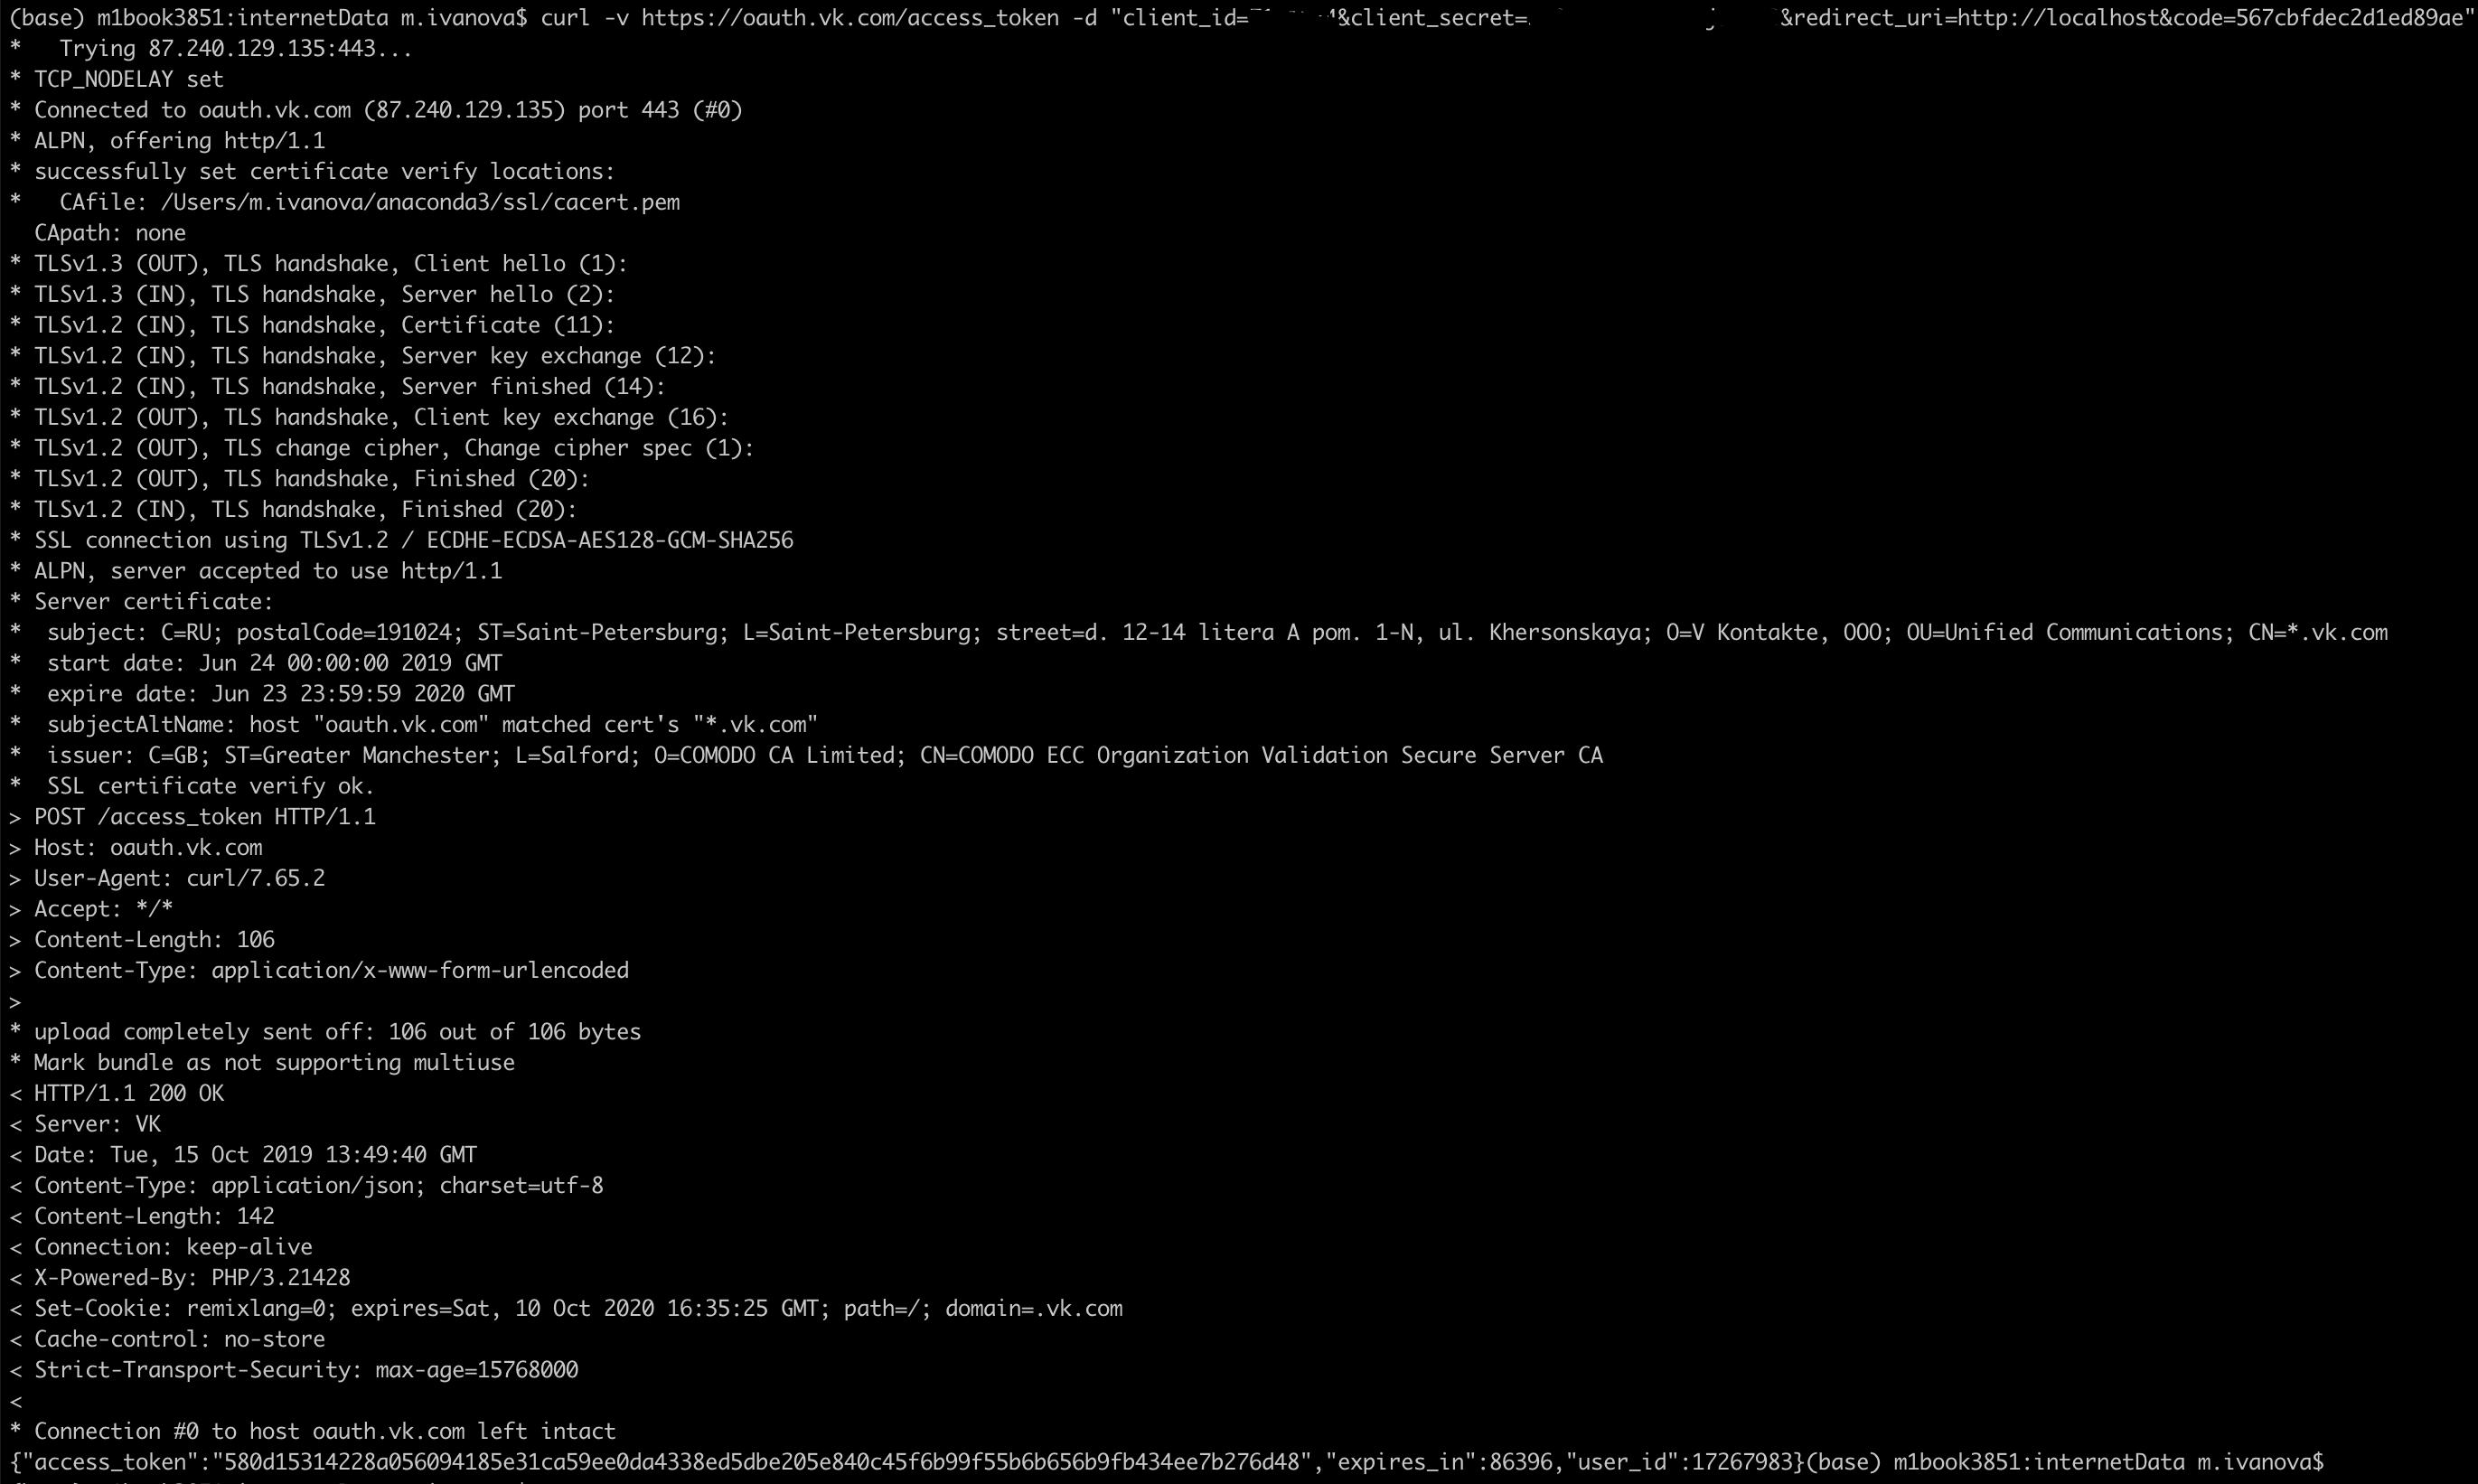 (base) m1book3851:internetData m.ivanova$ curl -v https://oauth.vk.com/access_token -d "client_id= &client_secret= &redirect_uri=http://localhost&code=567cbfdec2d1ed89ae"
*   Trying 87.240.129.135:443...
* TCP_NODELAY set
* Connected to oauth.vk.com (87.240.129.135) port 443 (#0)
* ALPN, offering http/1.1
* successfully set certificate verify locations:
*   CAfile: /Users/m.ivanova/anaconda3/ssl/cacert.pem
  CApath: none
* TLSv1.3 (OUT), TLS handshake, Client hello (1):
* TLSv1.3 (IN), TLS handshake, Server hello (2):
* TLSv1.2 (IN), TLS handshake, Certificate (11):
* TLSv1.2 (IN), TLS handshake, Server key exchange (12):
* TLSv1.2 (IN), TLS handshake, Server finished (14):
* TLSv1.2 (OUT), TLS handshake, Client key exchange (16):
* TLSv1.2 (OUT), TLS change cipher, Change cipher spec (1):
* TLSv1.2 (OUT), TLS handshake, Finished (20):
* TLSv1.2 (IN), TLS handshake, Finished (20):
* SSL connection using TLSv1.2 / ECDHE-ECDSA-AES128-GCM-SHA256
* ALPN, server accepted to use http/1.1
* Server certificate:
*  subject: C=RU; postalCode=191024; ST=Saint-Petersburg; L=Saint-Petersburg; street=d. 12-14 litera A pom. 1-N, ul. Khersonskaya; O=V Kontakte, OOO; OU=Unified Communications; CN=*.vk.com
*  start date: Jun 24 00:00:00 2019 GMT
*  expire date: Jun 23 23:59:59 2020 GMT
*  subjectAltName: host "oauth.vk.com" matched cert's "*.vk.com"
*  issuer: C=GB; ST=Greater Manchester; L=Salford; O=COMODO CA Limited; CN=COMODO ECC Organization Validation Secure Server CA
*  SSL certificate verify ok.
> POST /access_token HTTP/1.1
> Host: oauth.vk.com
> User-Agent: curl/7.65.2
> Accept: */*
> Content-Length: 106
> Content-Type: application/x-www-form-urlencoded
>
* upload completely sent off: 106 out of 106 bytes
* Mark bundle as not supporting multiuse
< HTTP/1.1 200 OK
< Server: VK
< Date: Tue, 15 Oct 2019 13:49:40 GMT
< Content-Type: application/json; charset=utf-8
< Content-Length: 142
< Connection: keep-alive
< X-Powered-By: PHP/3.21428
< Set-Cookie: remixlang=0; expires=Sat, 10 Oct 2020 16:35:25 GMT; path=/; domain=.vk.com
< Cache-control: no-store
< Strict-Transport-Security: max-age=15768000
<
* Connection #0 to host oauth.vk.com left intact
{"access_token":"580d15314228a056094185e31ca59ee0da4338ed5dbe205e840c45f6b99f55b6b656b9fb434ee7b276d48","expires_in":86396,"user_id":17267983}(base) m1book3851:internetData m.ivanova$